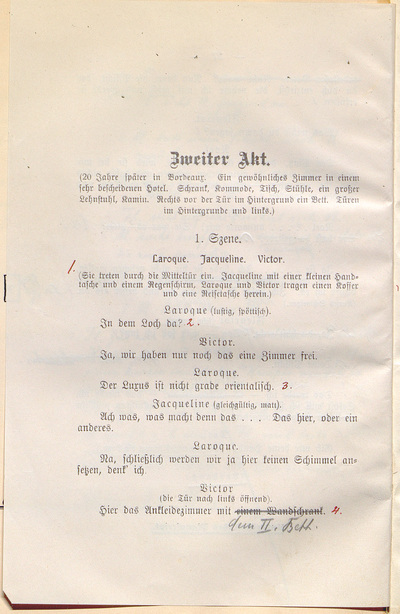 Zweiter Akt.
(20 Jahre später in Bordeaux. Ein gewöhnliches Zimmer in einem
sehr bescheidenen Hotel. Schrank, Kommode, Tisch, Stühle, ein großer
Lehnstuhl, Kamin. Rechts vor der Tür im Hintergrund ein Bett. Türen
im Hintergrunde und links.)
1. Szene.
Laroque. Jacqueline. Victor.
1.
(Sie treten durch die Mitteltür ein. Jacqueline mit einer kleinen Hand-
tasche und einem Regenschirm, Laroque und Victor tragen einen Koffer
und eine Reisetasche herein.)
Laroque (lustig, spöttisch).
In dem Loch da? 2.
Victor.
Ja, wir haben nur noch das eine Zimmer frei.
Laroque.
Der Luxus ist nicht grade orientalisch. 3.
Jacqueline (gleichgültig, matt).
Ach was, was macht denn das . . . Das hier, oder ein
anderes.
Laroque.
Na, schließlich werden wir ja hier keinen Schimmel an-
setzen, denk' ich
Victor
(die Tür nach links öffnend).
Hier das Ankleidezimmer mit einem Wandschrank. 4.
dem II. Bett.